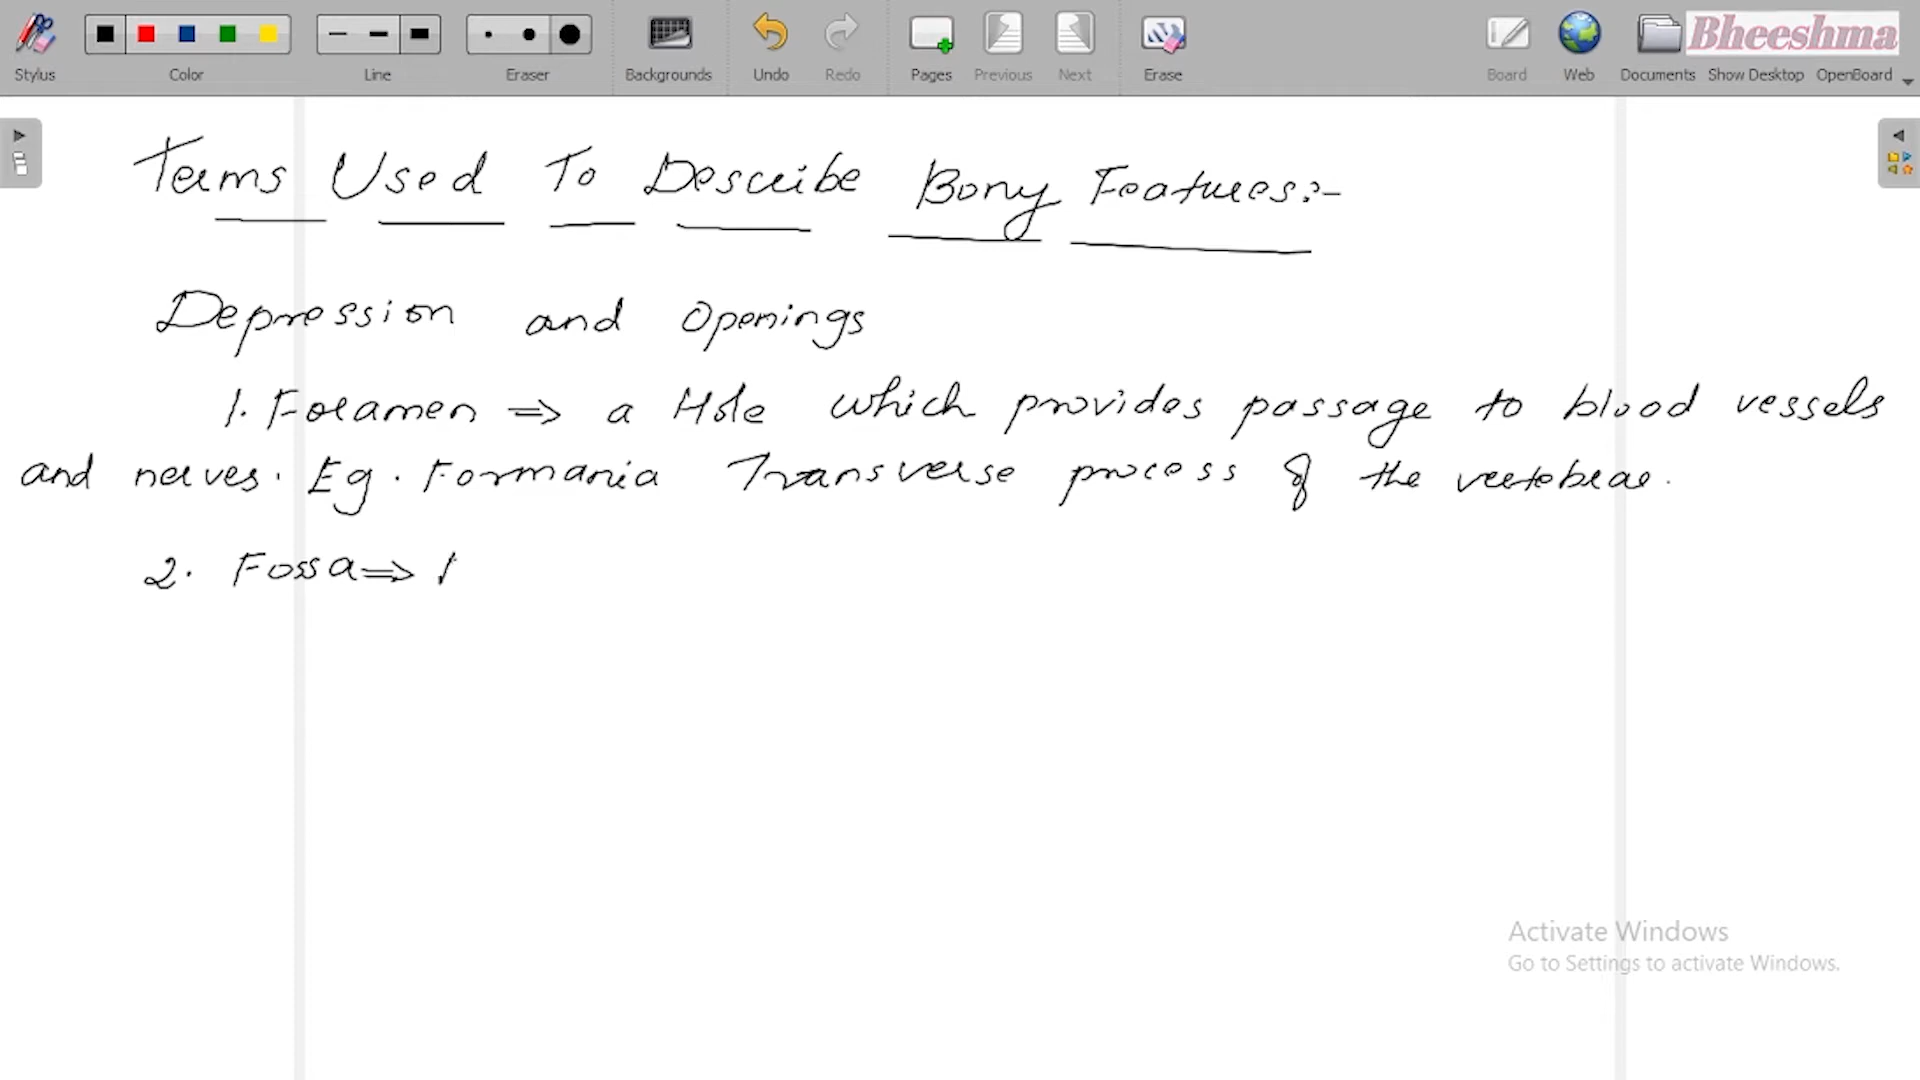 Stylus Color Line Eraser Backgrounds Undo Redo Pages Previous Next Erase Board Web Documents Show Desktop OpenBoard
Bheeshma
Terms Used To Describe Bony Features:-
Depression and Openings
1. Foramen ⇒ a Hole which provides passage to blood vessels
and nerves. Eg. Formania Transverse process of the vertebrae.
2. Fossa ⇒
Activate Windows
Go to Settings to activate Windows.